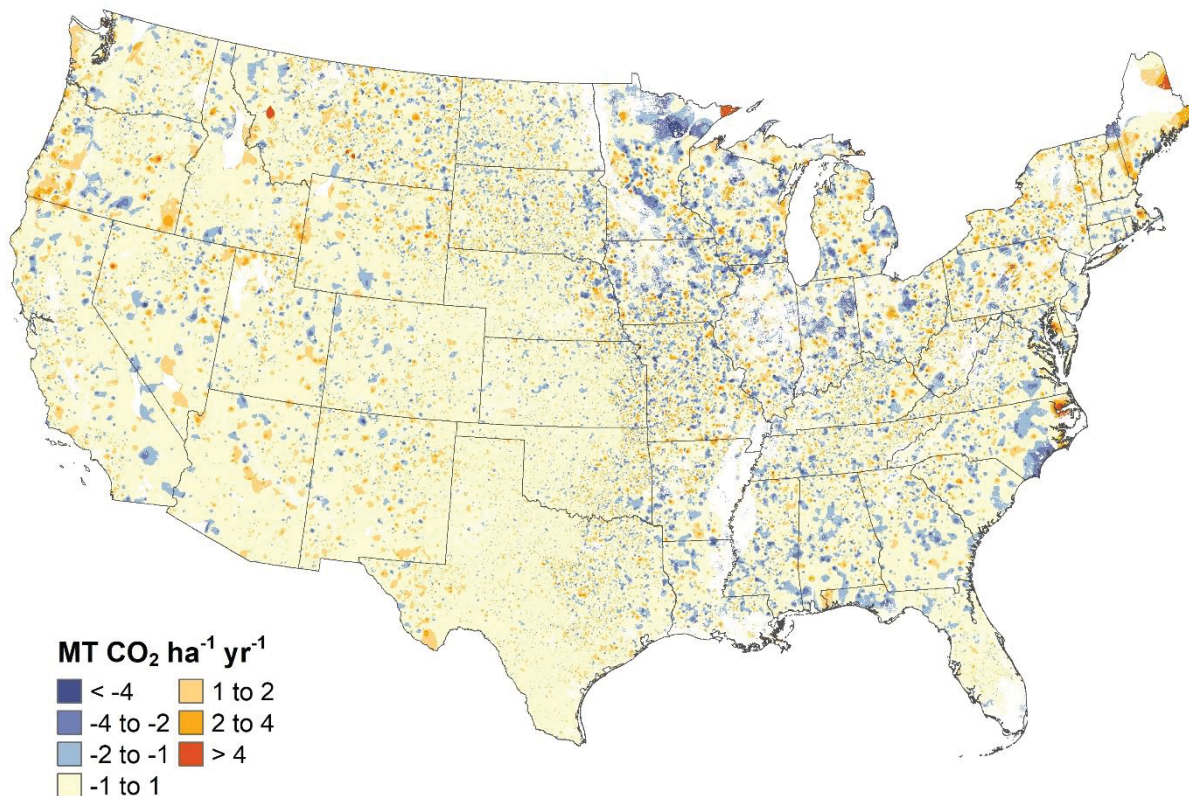 MT CO₂ ha⁻¹ yr⁻¹
< -4
1 to 2
-4 to -2
2 to 4
-2 to -1
> 4
-1 to 1